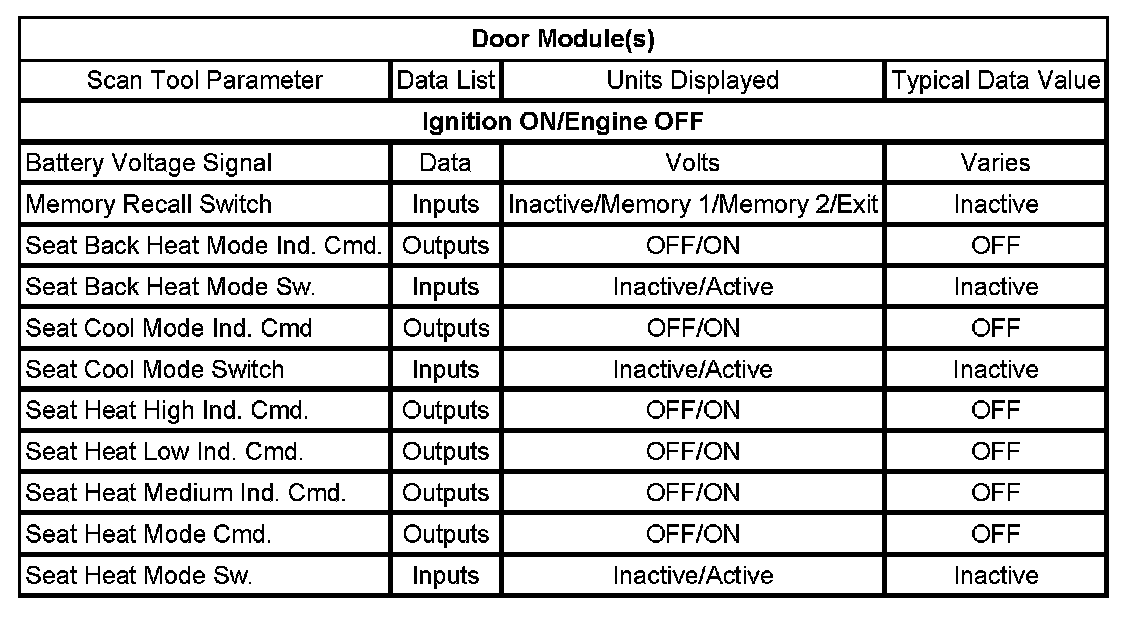 Door Module(s)
Scan Tool Parameter Data List Units Displayed Typical Data Value
Ignition ON/Engine OFF
Battery Voltage Signal Data Volts Varies
Memory Recall Switch Inputs Inactive/Memory 1/Memory 2/Exit Inactive
Seat Back Heat Mode Ind. Cmd. Outputs OFF/ON OFF
Seat Back Heat Mode Sw. Inputs Inactive/Active Inactive
Seat Cool Mode Ind. Cmd Outputs OFF/ON OFF
Seat Cool Mode Switch Inputs Inactive/Active Inactive
Seat Heat High Ind. Cmd. Outputs OFF/ON OFF
Seat Heat Low Ind. Cmd. Outputs OFF/ON OFF
Seat Heat Medium Ind. Cmd. Outputs OFF/ON OFF
Seat Heat Mode Cmd. Outputs OFF/ON OFF
Seat Heat Mode Sw. Inputs Inactive/Active Inactive